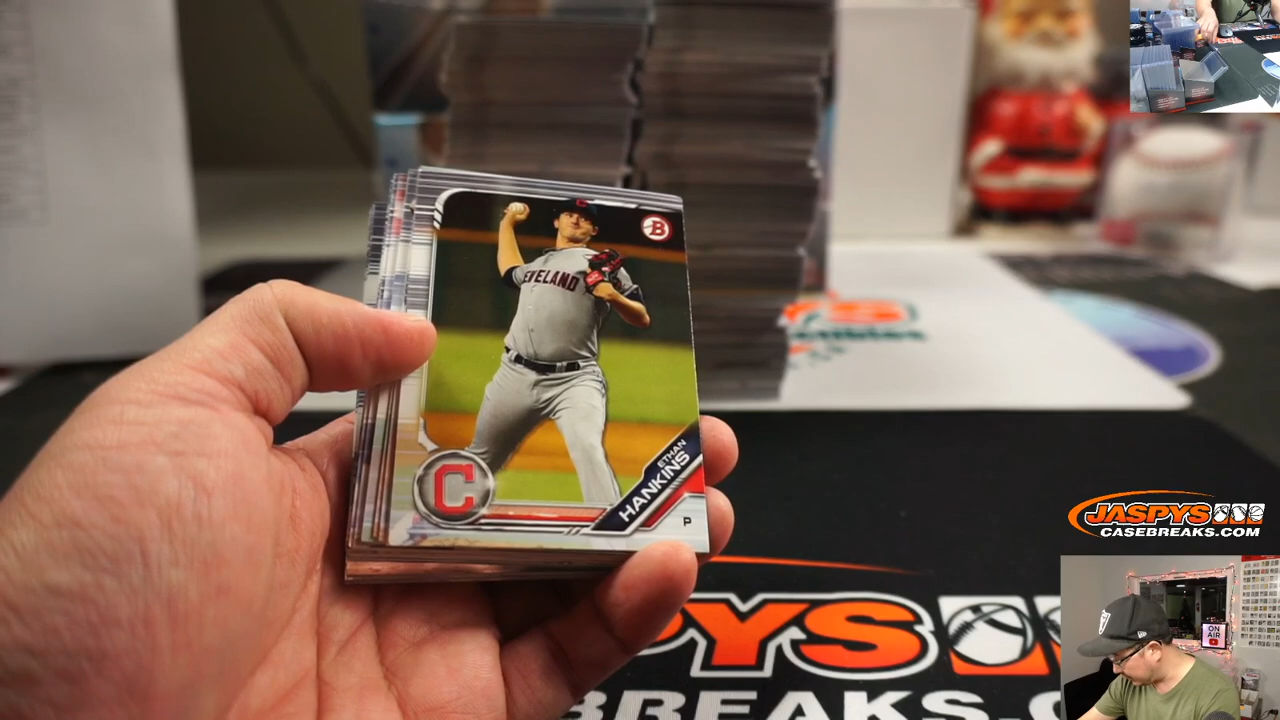 C
B
EVELAND
ETHAN
HANKINS
C
P
JASPYS
CASEBREAKS.COM
ON
AIR
PYS
BREAKS.C